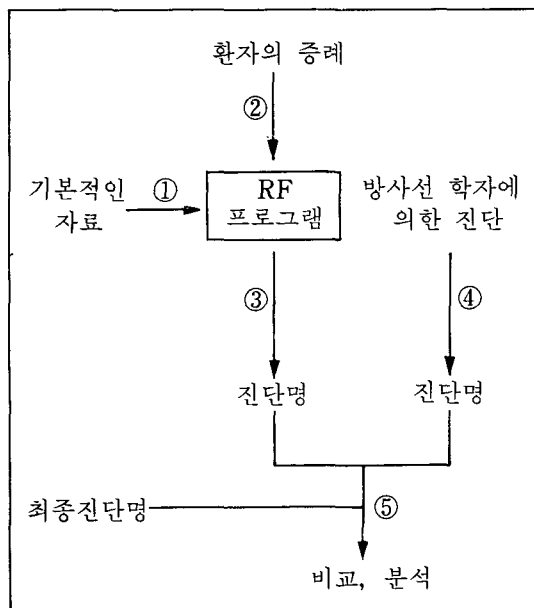 환자의 증례
②
기본적인 ①
자료
RF
프로그램
방사선 학자에
의한 진단
③
④
진단명
진단명
최종진단명
⑤
비교, 분석